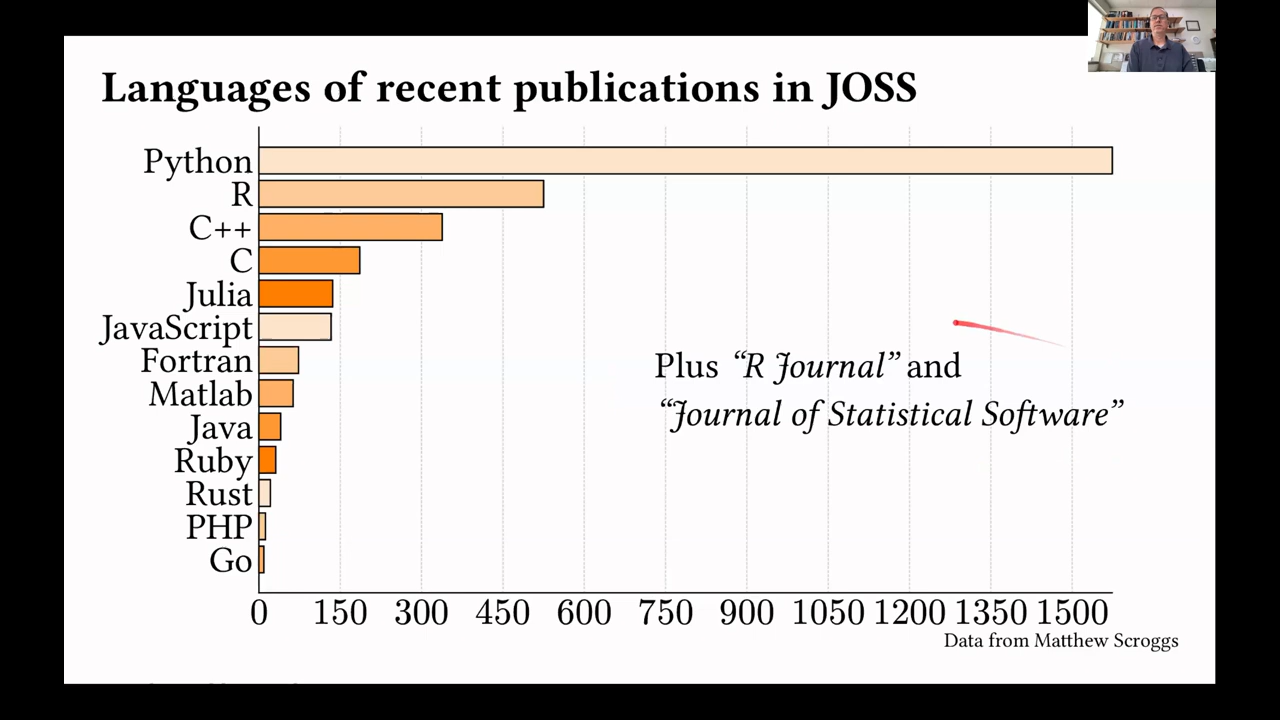 Languages of recent publications in JOSS
Python
R
C++
C
Julia
JavaScript
Fortran
Matlab
Java
Ruby
Rust
PHP
Go
Plus “R Journal” and
“Journal of Statistical Software”
0 150 300 450 600 750 900 1050 1200 1350 1500
Data from Matthew Scroggs